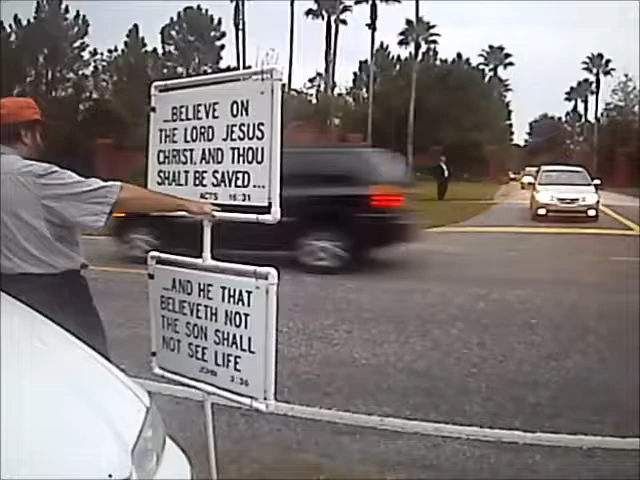 ...BELIEVE ON
THE LORD JESUS
CHRIST, AND THOU
SHALT BE SAVED...
ACTS 16:31
...AND HE THAT
BELIEVETH NOT
THE SON SHALL
NOT SEE LIFE
JOHN 3:36